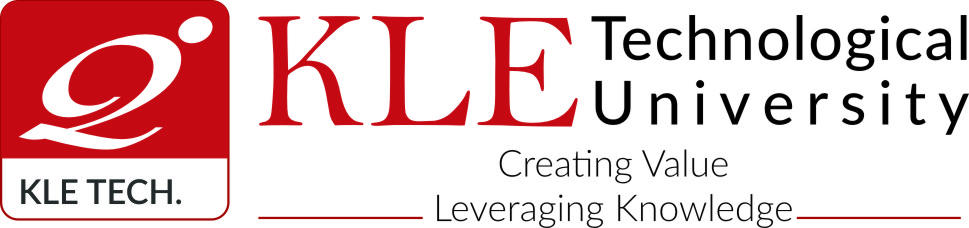 KLE TECH.
KLE Technological
University
Creating Value
Leveraging Knowledge